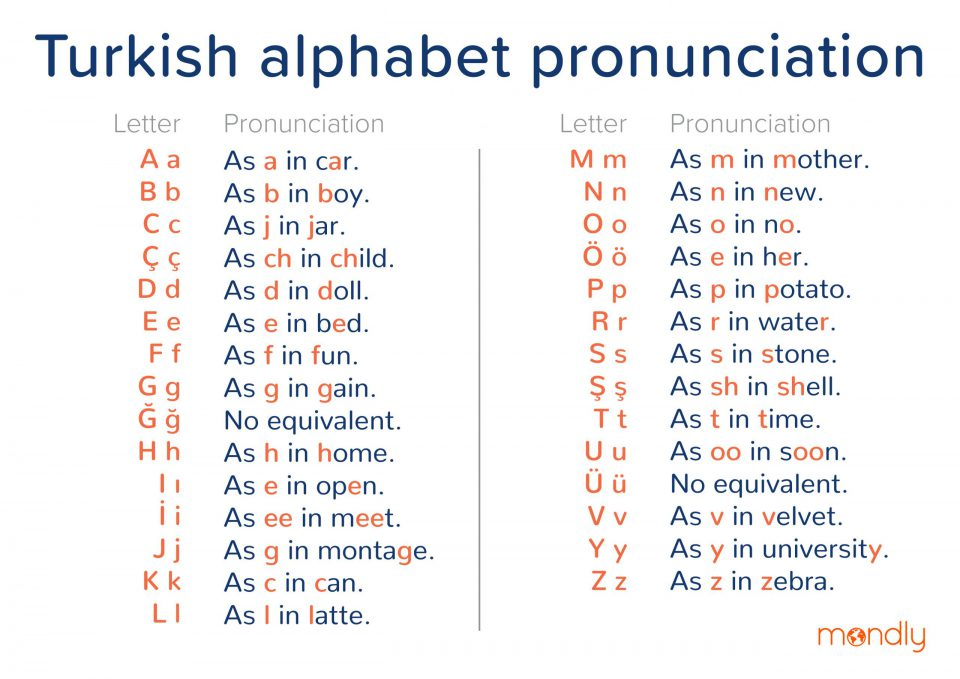 Turkish alphabet pronunciation
Letter Pronunciation
A a As a in car.
B b As b in boy.
C c As j in jar.
Ç ç As ch in child.
D d As d in doll.
E e As e in bed.
F f As f in fun.
G g As g in gain.
Ğ ğ No equivalent.
H h As h in home.
I ı As e in open.
İ i As ee in meet.
J j As g in montage.
K k As c in can.
L l As l in latte.
Letter Pronunciation
M m As m in mother.
N n As n in new.
O o As o in no.
Ö ö As e in her.
P p As p in potato.
R r As r in water.
S s As s in stone.
Ş ş As sh in shell.
T t As t in time.
U u As oo in soon.
Ü ü No equivalent.
V v As v in velvet.
Y y As y in university.
Z z As z in zebra.
mondly